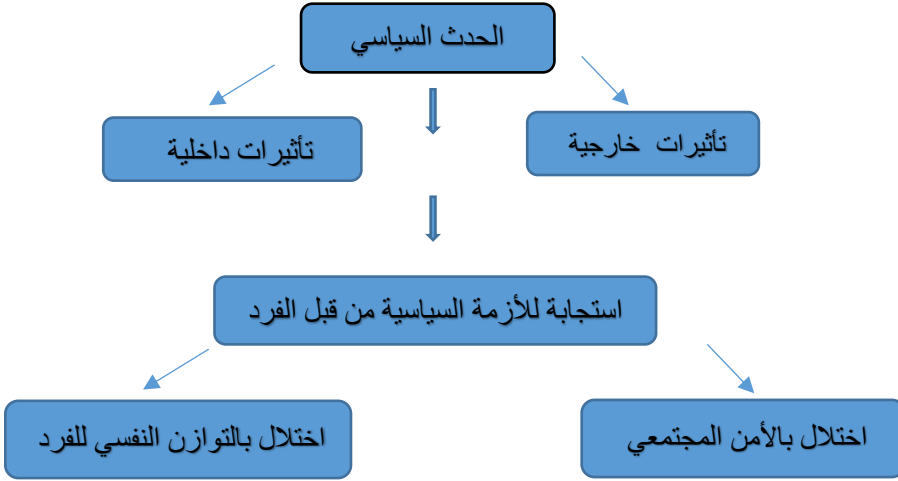 الحدث السياسي
تأثيرات خارجية
تأثيرات داخلية
استجابة للأزمة السياسية من قبل الفرد
اختلال بالأمن المجتمعي
اختلال بالتوازن النفسي للفرد